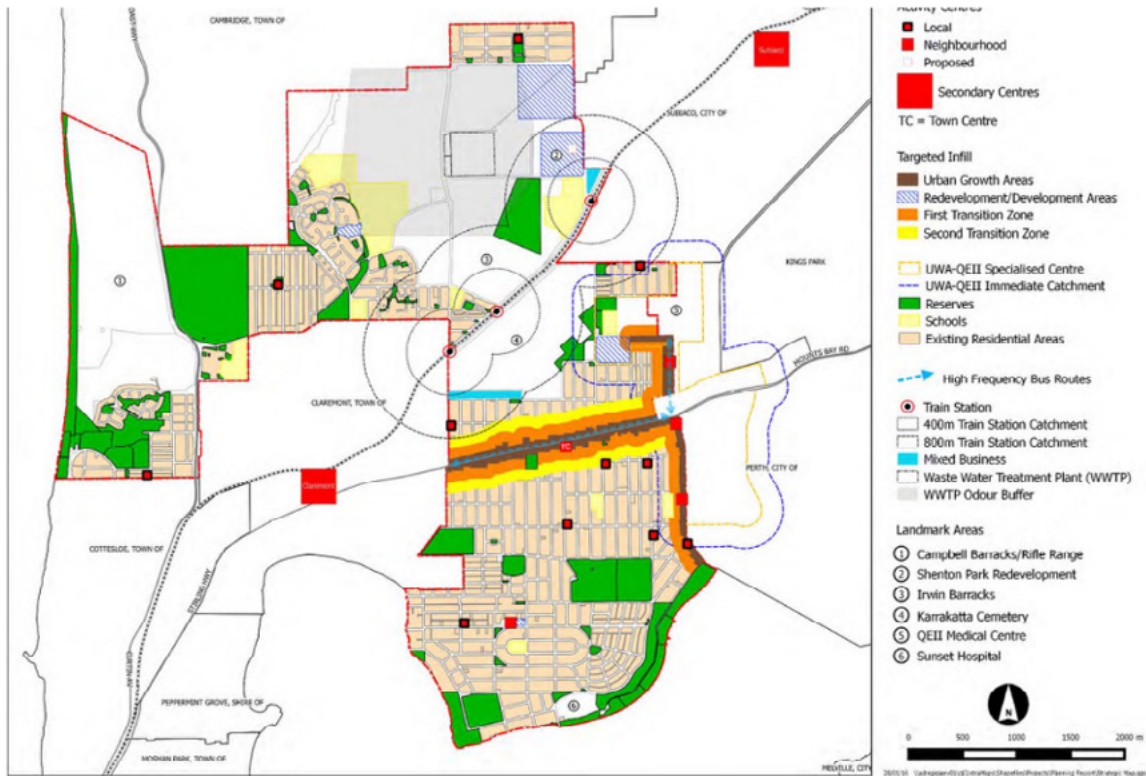 CAMBRIDGE, TOWN OF
Subiaco
SUBIACO, CITY OF
KINGS PARK
MOUNTS BAY RD
CLAREMONT, TOWN OF
Claremont
TC
PERTH, CITY OF
COTTESLOE, TOWN OF
STIRLING HWY
CURTIN AV
PEPPERMINT GROVE, SHIRE OF
MOSMAN PARK, TOWN OF
MELVILLE, CITY
1
2
3
3
4
6
Activity Centres
Local
Neighbourhood
Proposed
Secondary Centres
TC = Town Centre
Targeted Infill
Urban Growth Areas
Redevelopment/Development Areas
First Transition Zone
Second Transition Zone
UWA-QEII Specialised Centre
UWA-QEII Immediate Catchment
Reserves
Schools
Existing Residential Areas
High Frequency Bus Routes
Train Station
400m Train Station Catchment
800m Train Station Catchment
Mixed Business
Waste Water Treatment Plant (WWTP)
WWTP Odour Buffer
Landmark Areas
1 Campbell Barracks/Rifle Range
2 Shenton Park Redevelopment
3 Irwin Barracks
4 Karrakatta Cemetery
5 QEII Medical Centre
6 Sunset Hospital
N
0 500 1000 2000 m